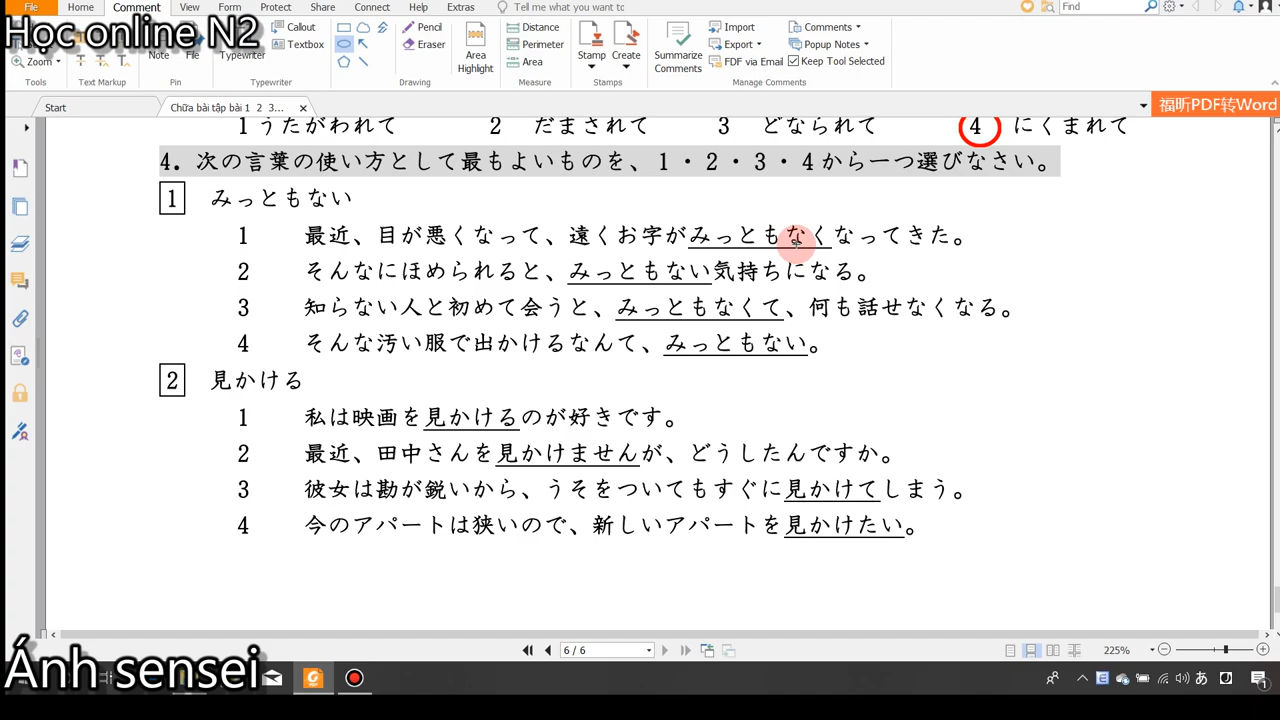 File Home Comment View Form Protect Share Connect Help Extras Tell me what you want to Find
Học online N2
Callout Pencil Distance Import Comments
Note File Typewriter Textbox Eraser Area Highlight Perimeter Stamp Create Summarize Comments Export Popup Notes
Zoom Area FDF via Email Keep Tool Selected
Tools Text Markup Pin Typewriter Drawing Measure Stamps Manage Comments
Start Chữa bài tập bài 1 2 3... 福昕PDF转Word
1 うたがわれて 2 だまされて 3 どなられて 4 にくまれて
4．次の言葉の使い方として最もよいものを、１・２・３・４から一つ選びなさい。
1 みっともない
1 最近、目が悪くなって、遠くお字がみっともなくなってきた。
2 そんなにほめられると、みっともない気持ちになる。
3 知らない人と初めて会うと、みっともなくて、何も話せなくなる。
4 そんな汚い服で出かけるなんて、みっともない。
2 見かける
1 私は映画を見かけるのが好きです。
2 最近、田中さんを見かけませんが、どうしたんですか。
3 彼女は勘が鋭いから、うそをついてもすぐに見かけてしまう。
4 今のアパートは狭いので、新しいアパートを見かけたい。
6 / 6 225%
Ánh sensei
あ 1